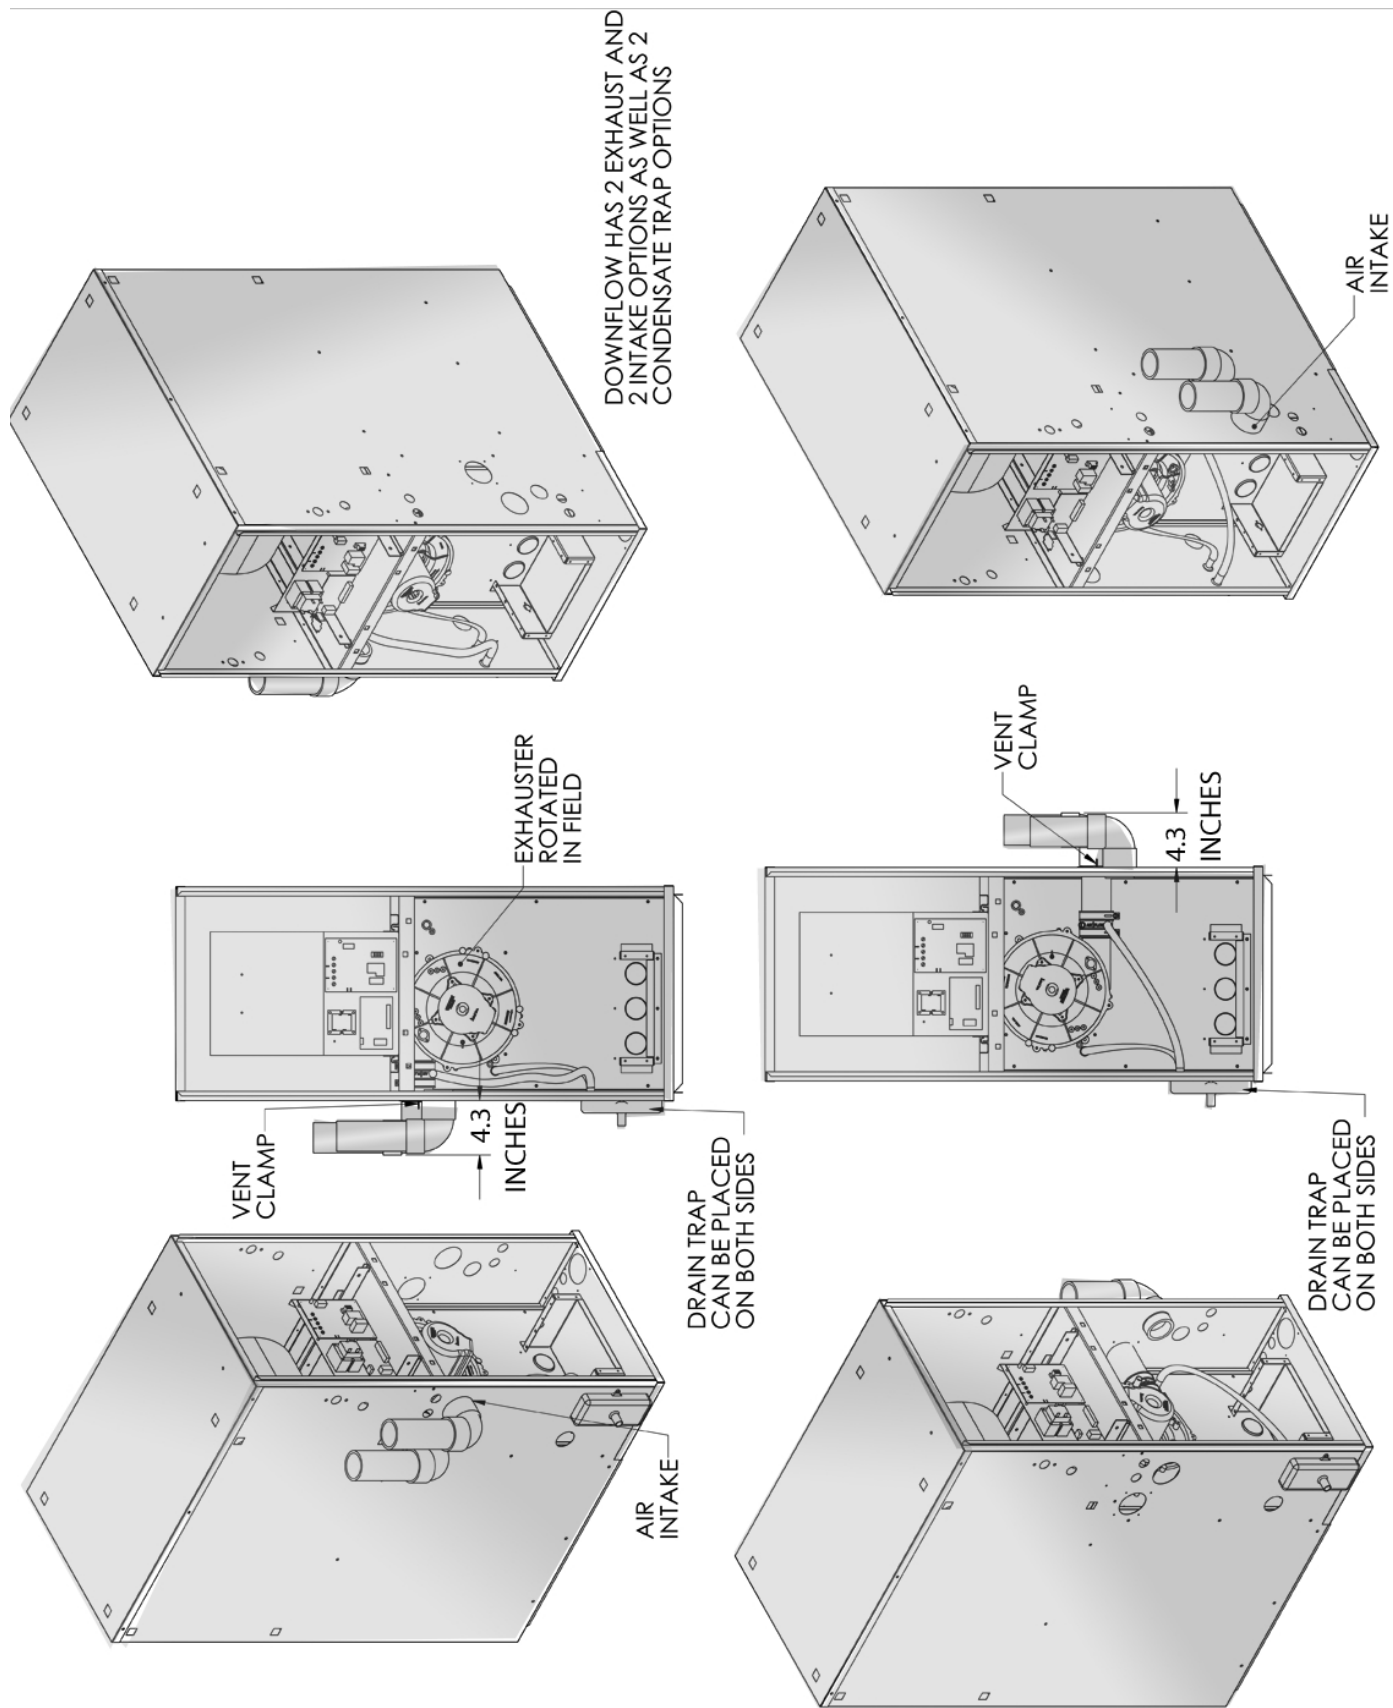 DOWNFLOW HAS 2 EXHAUST AND
2 INTAKE OPTIONS AS WELL AS 2
CONDENSATE TRAP OPTIONS
VENT
CLAMP
4.3
INCHES
EXHAUSTER
ROTATED
IN FIELD
DRAIN TRAP
CAN BE PLACED
ON BOTH SIDES
AIR
INTAKE
AIR
INTAKE
VENT
CLAMP
4.3
INCHES
DRAIN TRAP
CAN BE PLACED
ON BOTH SIDES